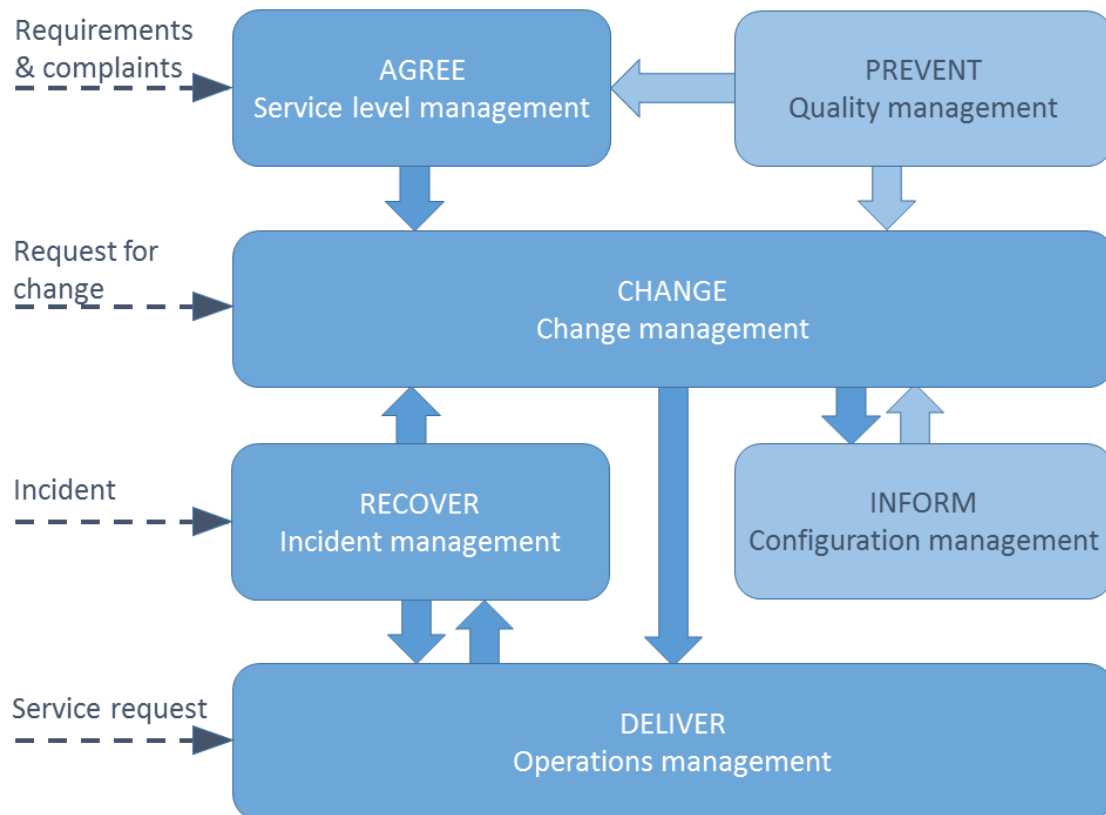 Requirements
& complaints
AGREE
Service level management
PREVENT
Quality management
Request for
change
CHANGE
Change management
Incident
RECOVER
Incident management
INFORM
Configuration management
Service request
DELIVER
Operations management